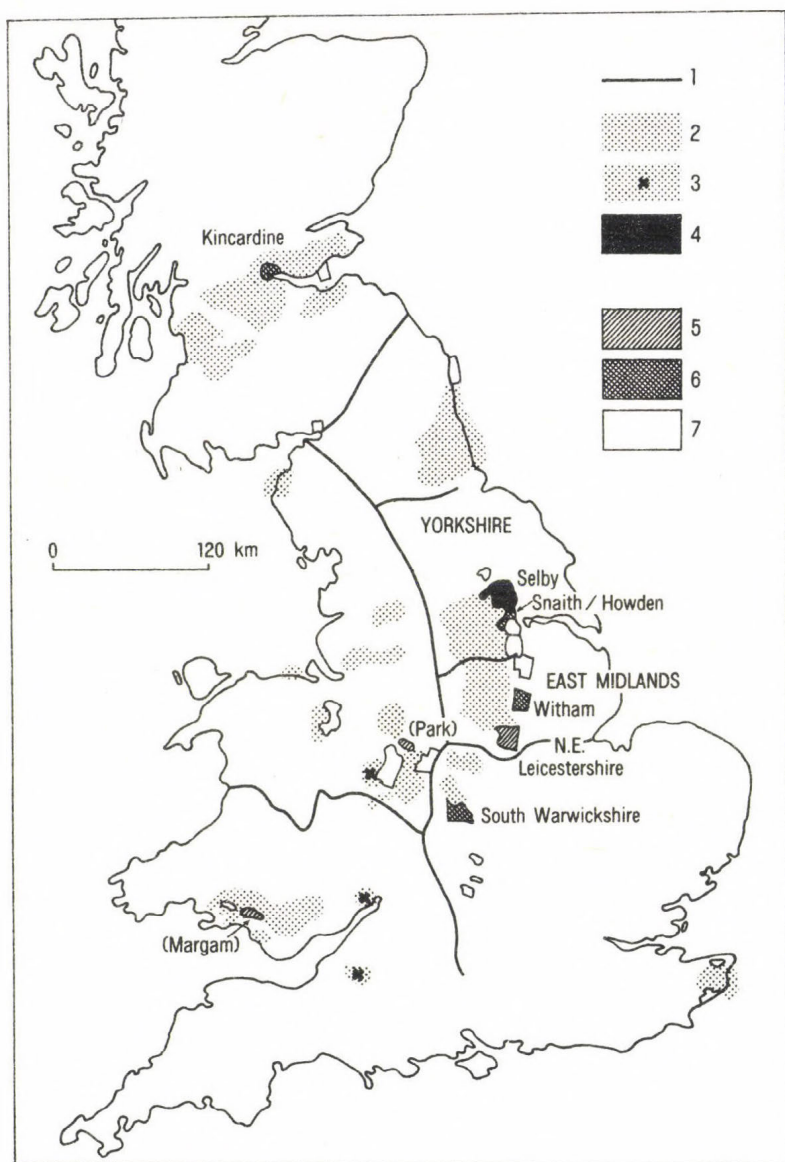 1
2
3
4
5
6
7
Kincardine
0 120 km
YORKSHIRE
Selby
Snaith / Howden
EAST MIDLANDS
Witham
(Park)
N.E.
Leicestershire
South Warwickshire
(Margam)